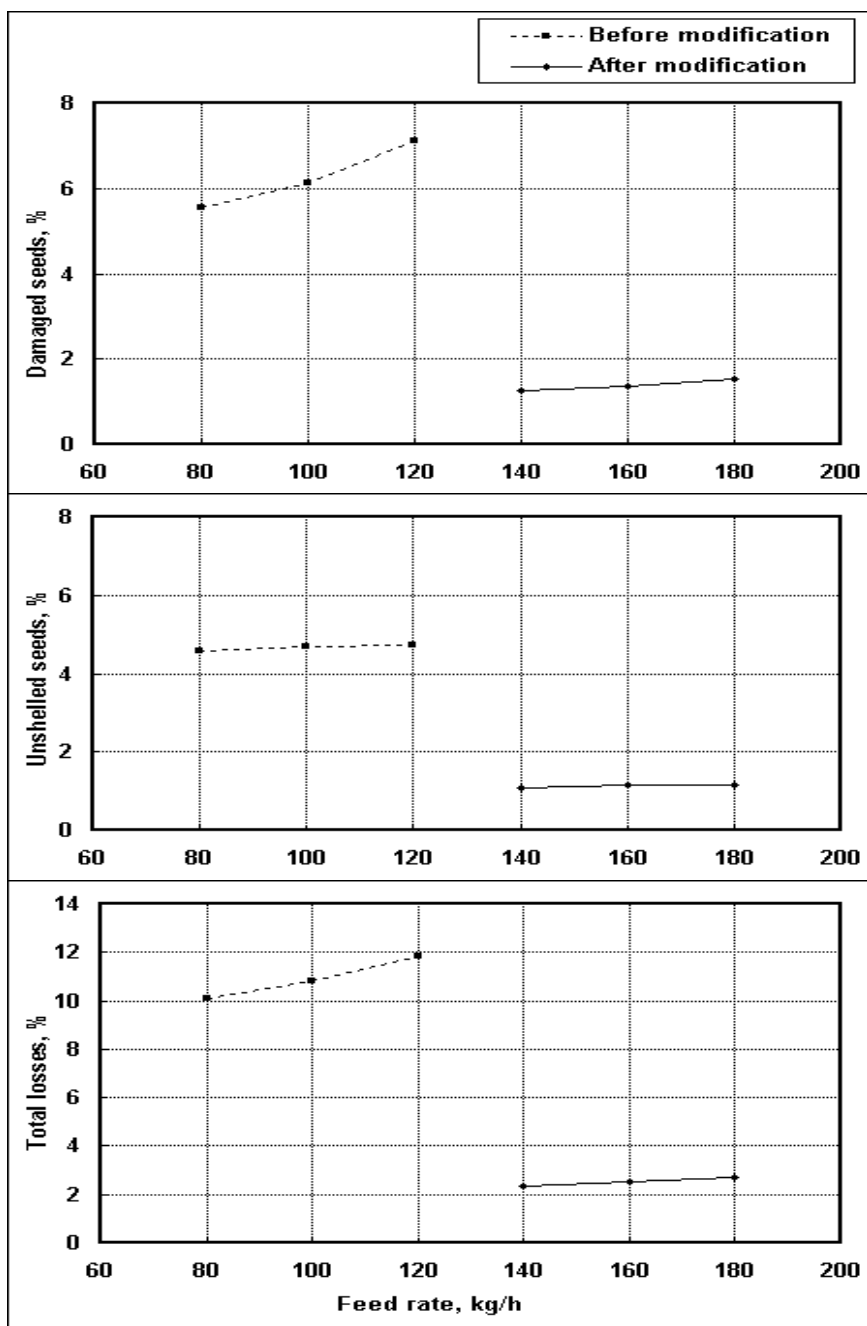 Before modification
After modification
8
6
4
2
0
Damaged seeds, %
60 80 100 120 140 160 180 200
8
6
4
2
0
Unshelled seeds, %
60 80 100 120 140 160 180 200
14
12
10
8
6
4
2
0
Total losses, %
60 80 100 120 140 160 180 200
Feed rate, kg/h